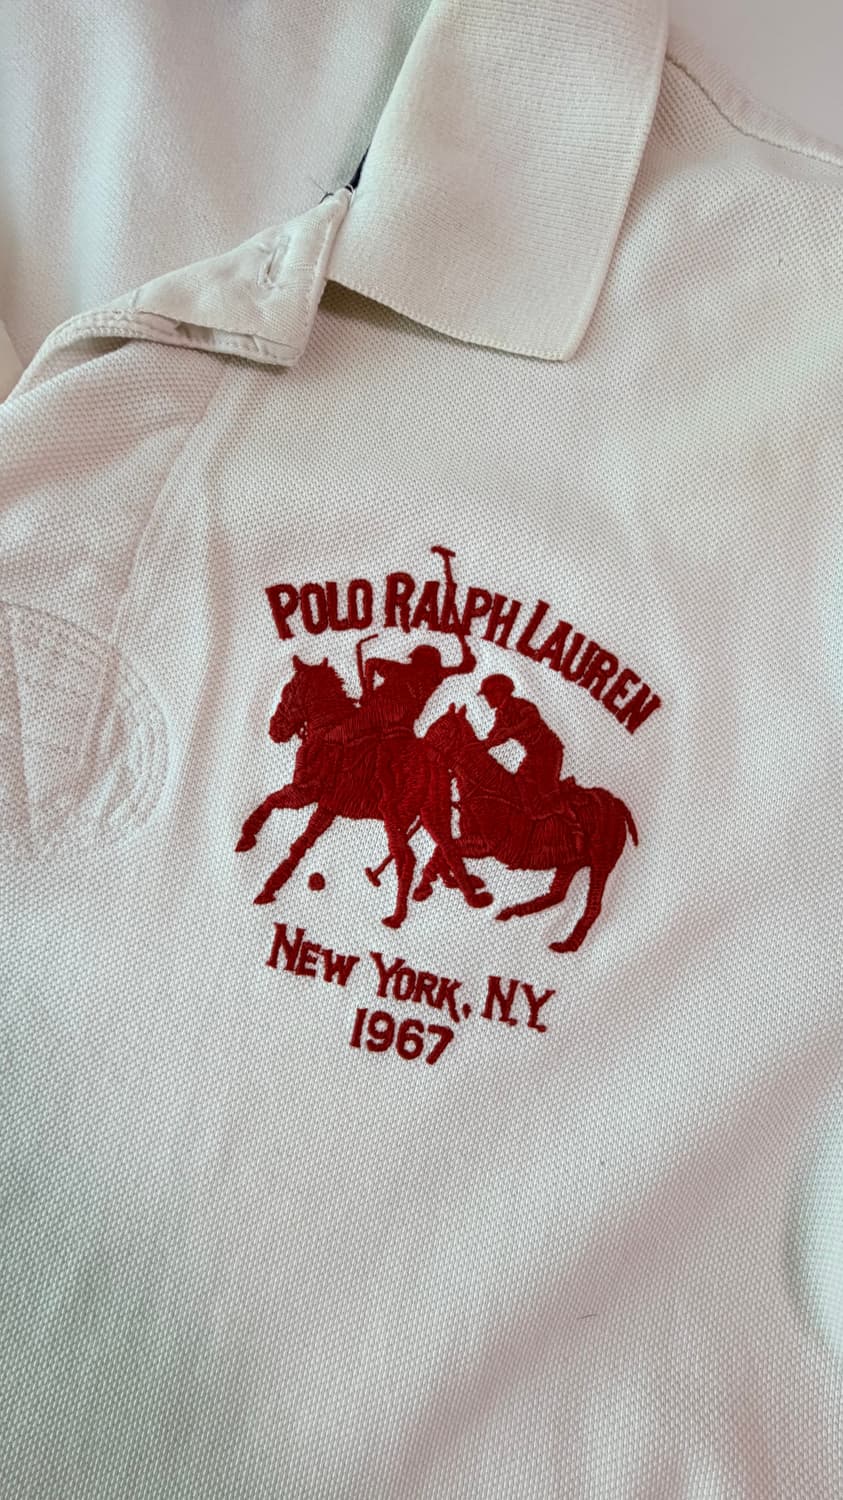 POLO RALPH LAUREN
NEW YORK, N.Y.
1967